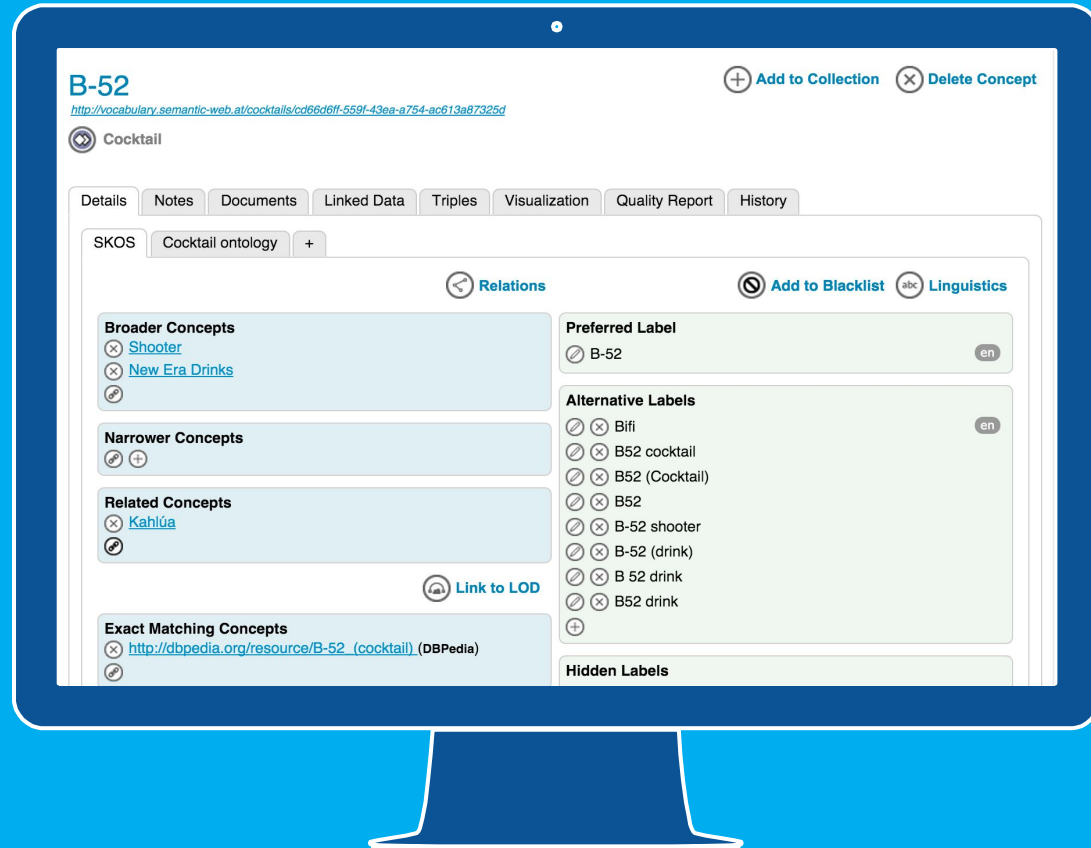 B-52
Add to Collection
Delete Concept
http://vocabulary.semantic-web.at/cocktails/cd66d6ff-559f-43ea-a754-ac613a87325d
Cocktail
Details Notes Documents Linked Data Triples Visualization Quality Report History
SKOS Cocktail ontology +
Relations
Add to Blacklist
abc Linguistics
Broader Concepts
Shooter
New Era Drinks
Narrower Concepts
Related Concepts
Kahlúa
Link to LOD
Exact Matching Concepts
http://dbpedia.org/resource/B-52_(cocktail) (DBPedia)
Preferred Label
B-52 en
Alternative Labels
Bifi en
B52 cocktail
B52 (Cocktail)
B52
B-52 shooter
B-52 (drink)
B 52 drink
B52 drink
Hidden Labels